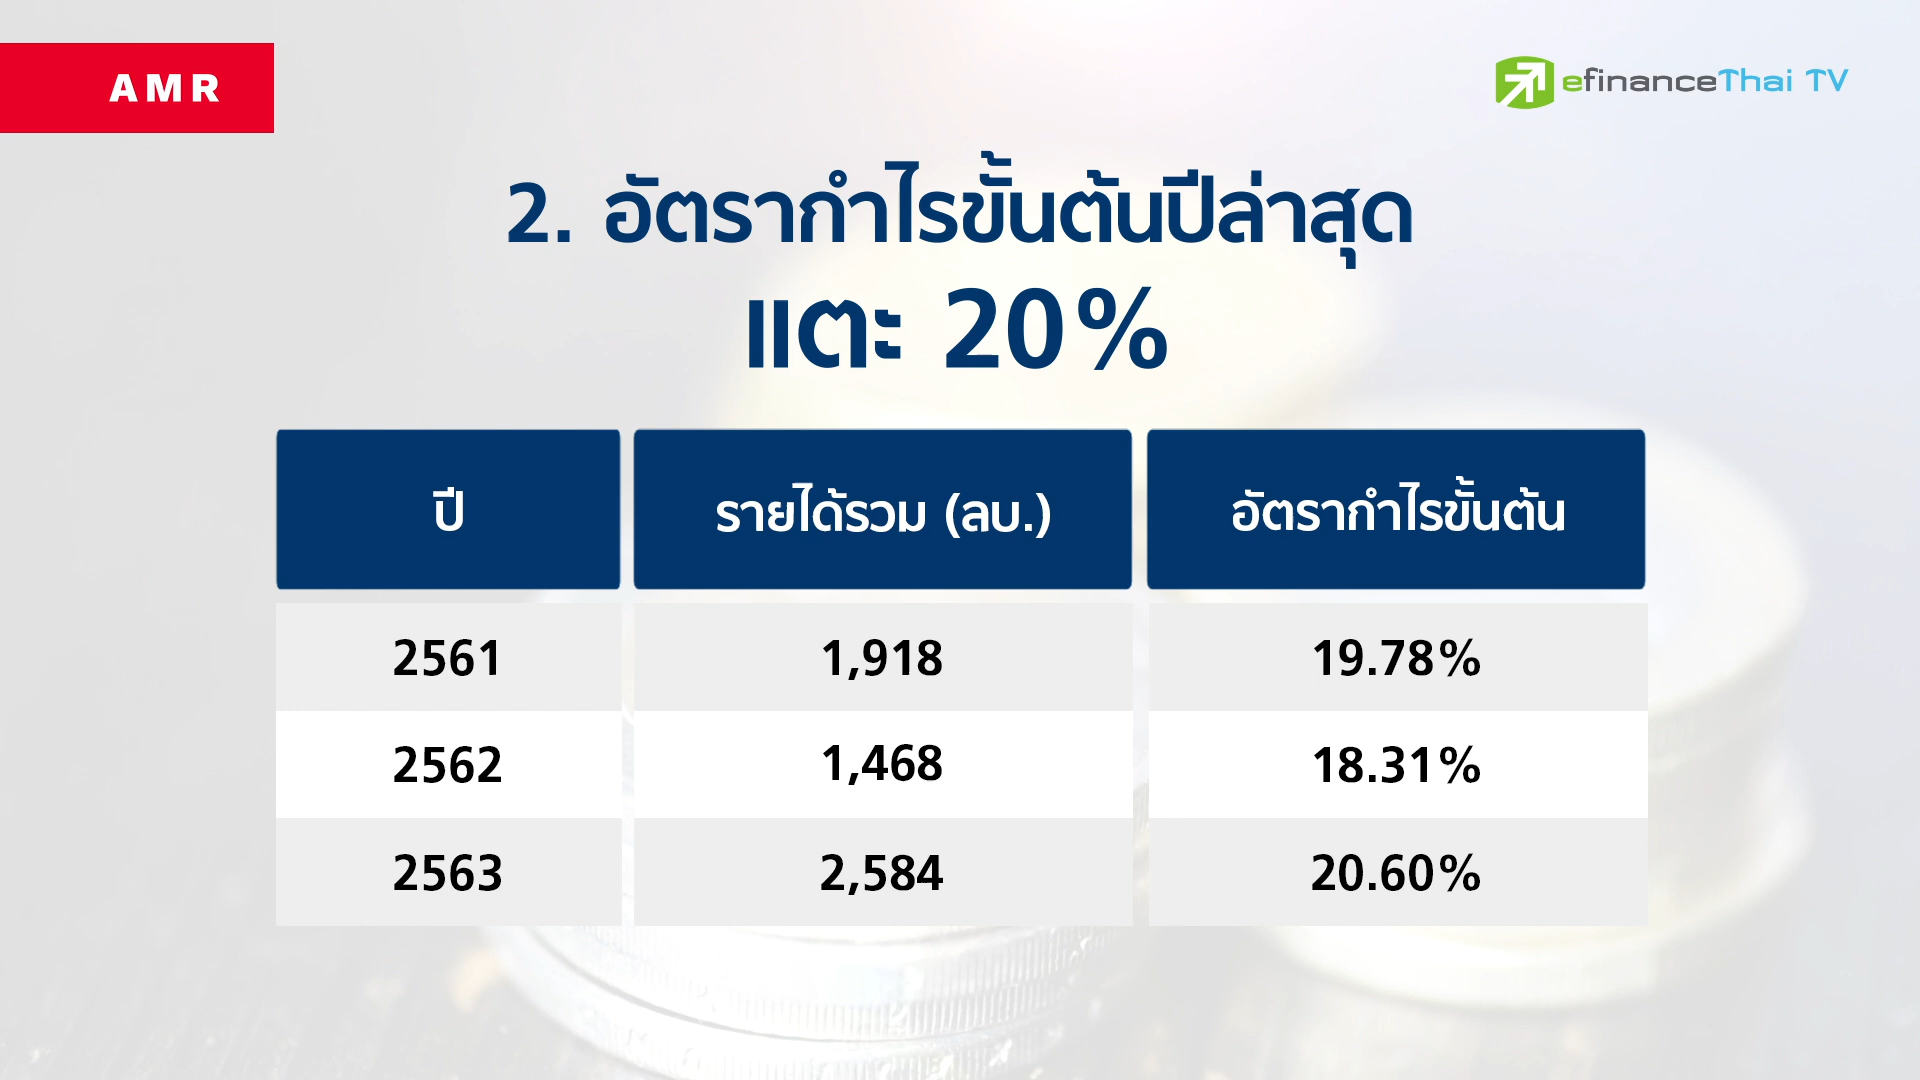 AMR
efinanceThai TV
2. อัตรากำไรขั้นต้นปีล่าสุด
แตะ 20%
ปี รายได้รวม (ลบ.) อัตรากำไรขั้นต้น
2561 1,918 19.78%
2562 1,468 18.31%
2563 2,584 20.60%